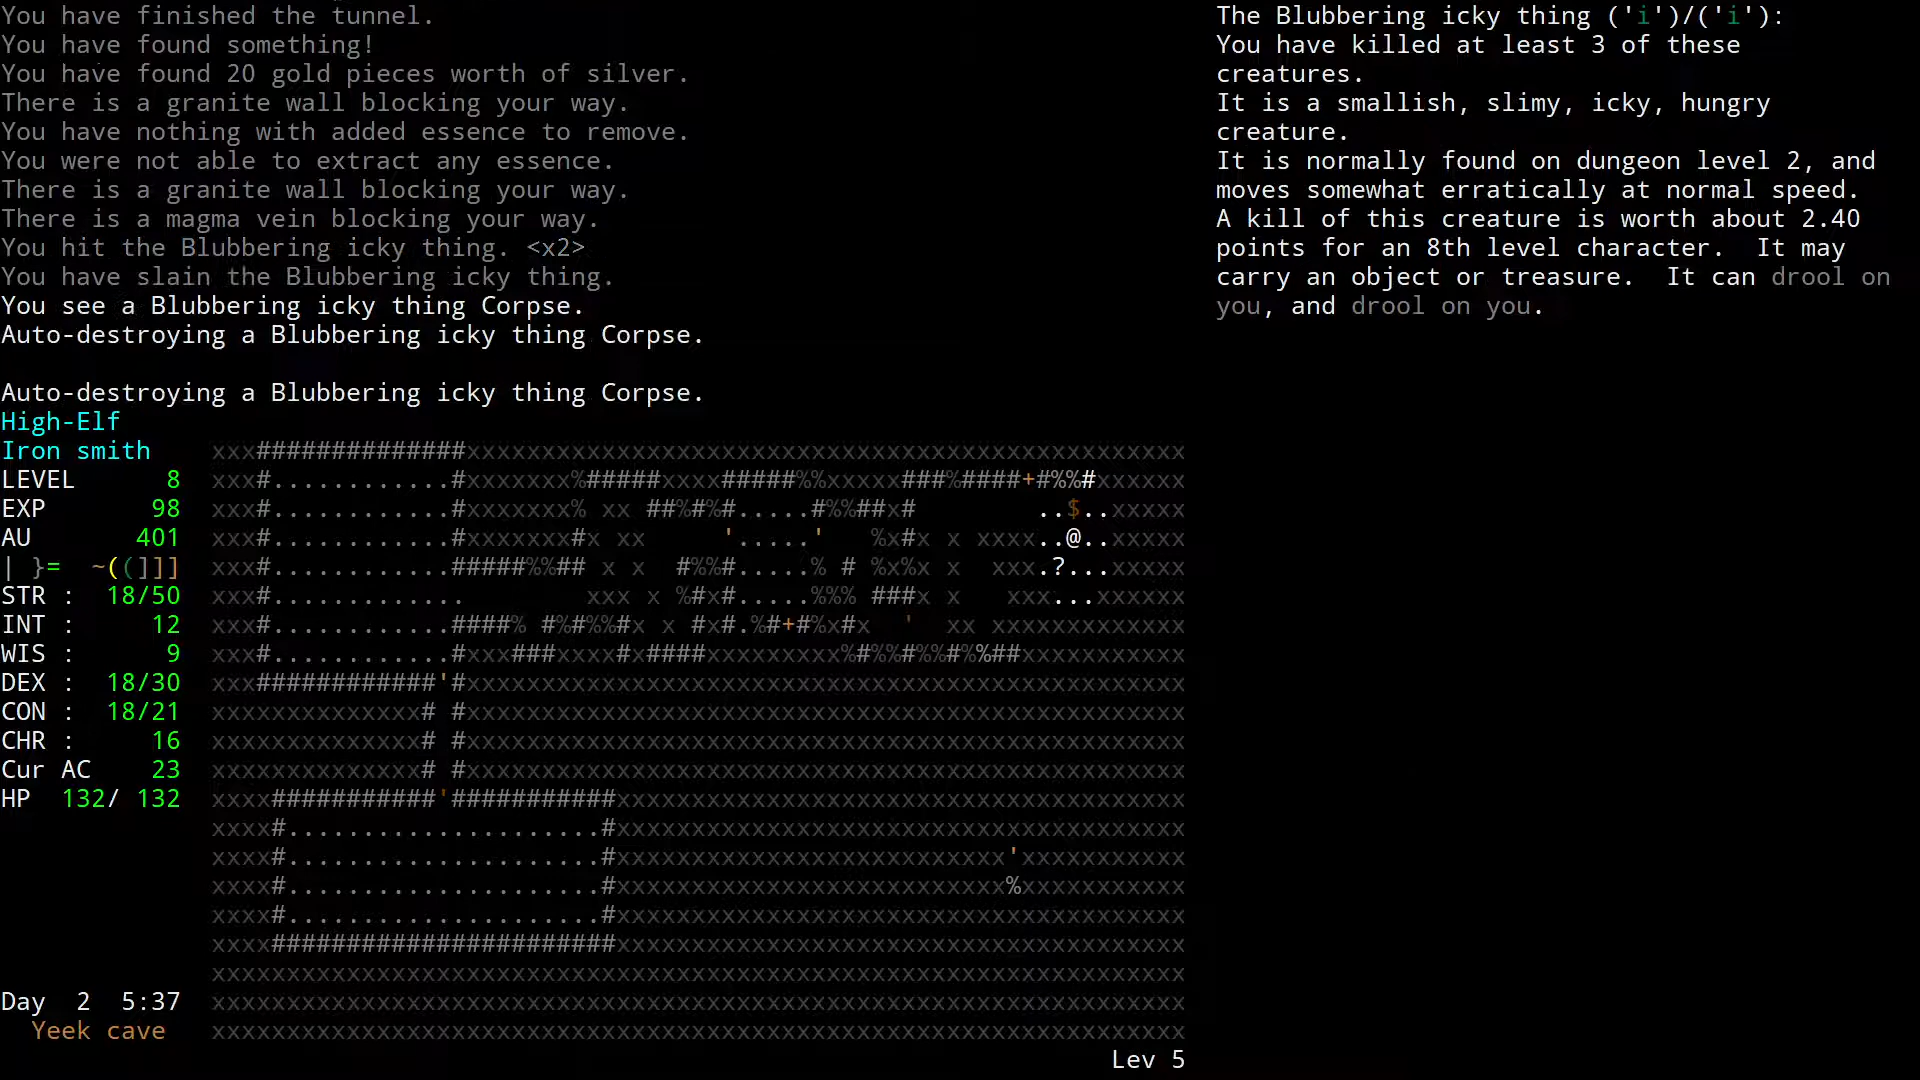 You have finished the tunnel.
You have found something!
You have found 20 gold pieces worth of silver.
There is a granite wall blocking your way.
You have nothing with added essence to remove.
You were not able to extract any essence.
There is a granite wall blocking your way.
There is a magma vein blocking your way.
You hit the Blubbering icky thing. <x2>
You have slain the Blubbering icky thing.
You see a Blubbering icky thing Corpse.
Auto-destroying a Blubbering icky thing Corpse.
Auto-destroying a Blubbering icky thing Corpse.
The Blubbering icky thing ('i')/('i'):
You have killed at least 3 of these
creatures.
It is a smallish, slimy, icky, hungry
creature.
It is normally found on dungeon level 2, and
moves somewhat erratically at normal speed.
A kill of this creature is worth about 2.40
points for an 8th level character.  It may
carry an object or treasure.  It can drool on
you, and drool on you.
High-Elf
Iron smith
LEVEL 8
EXP 98
AU 401
| }= ~((]]]
STR : 18/50
INT : 12
WIS : 9
DEX : 18/30
CON : 18/21
CHR : 16
Cur AC 23
HP 132/ 132
Day 2 5:37
Yeek cave
Lev 5